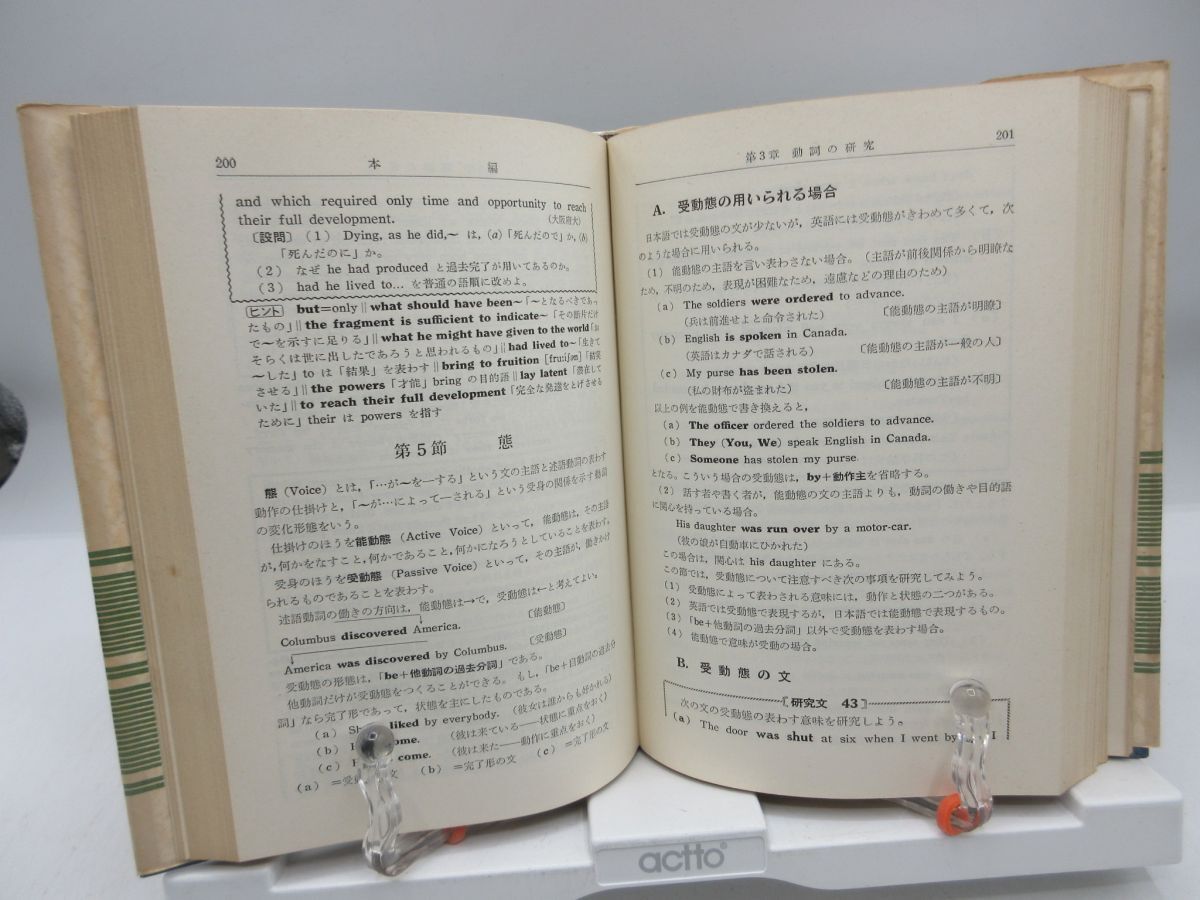 200 本 編
and which required only time and opportunity to reach
their full development. (大阪府大)
〔設問〕 (1) Dying, as he did,~ は, (a)「死んだので」か, (b)
「死んだのに」か。
(2) なぜ he had produced と過去完了が用いてあるのか。
(3) had he lived to... を普通の語順に改めよ。
ヒント but=only‖what should have been~「~となるべきであっ
たもの」‖the fragment is sufficient to indicate~「その断片だけ
で~を示すに足りる」‖what he might have given to the world「お
そらくは世に出したであろうと思われるもの」‖had lived to~「生きて
~した」to は「結果」を表わす‖bring to fruition [fru:iʃən]「結実
させる」‖the powers「才能」bring の目的語‖lay latent「潜在して
いた」‖to reach their full development「完全な発達をとげさせる
ために」their は powers を指す
第5節 態
態 (Voice) とは,「…が~を―する」という文の主語と述語動詞の表わす
動作の仕掛けと,「~が…によって―される」という受身の関係を示す動詞
の変化形態をいう。
仕掛けのほうを能動態 (Active Voice) といって, 能動態は, その主語
が, 何かをなすこと, 何かであること, 何かになろうとしていることを表わす。
受身のほうを受動態 (Passive Voice) といって, その主語が, 働きかけ
られるものであることを表わす。
述語動詞の働きの方向は, 能動態は→で, 受動態は←と考えてよい。
Columbus discovered America. 〔能動態〕
America was discovered by Columbus. 〔受動態〕
受動態の形態は,「be+他動詞の過去分詞」である。
他動詞だけが受動態をつくることができる。もし,「be+自動詞の過去分
詞」なら完了形であって, 状態を主にしたものである。
(a) liked by everybody. (彼女は誰からも好かれる)
(b) come. (彼は来ている――状態に重点をおく)
(c) come. (彼は来た――動作に重点をおく)
(a) =受 文 (b) =完了形の文 (c) =完了形の文
第3章 動詞の研究 201
A. 受動態の用いられる場合
日本語では受動態の文が少ないが, 英語には受動態がきわめて多くて, 次
のような場合に用いられる。
(1) 能動態の主語を言い表わさない場合。(主語が前後関係から明瞭な
ため, 不明のため, 表現が困難なため, 遠慮などの理由のため)
(a) The soldiers were ordered to advance.
(兵は前進せよと命令された) 〔能動態の主語が明瞭〕
(b) English is spoken in Canada.
(英語はカナダで話される) 〔能動態の主語が一般の人〕
(c) My purse has been stolen.
(私の財布が盗まれた) 〔能動態の主語が不明〕
以上の例を能動態で書き換えると,
(a) The officer ordered the soldiers to advance.
(b) They (You, We) speak English in Canada.
(c) Someone has stolen my purse.
となる。こういう場合の受動態は, by+動作主を省略する。
(2) 話す者や書く者が, 能動態の文の主語よりも, 動詞の働きや目的語
に関心を持っている場合。
His daughter was run over by a motor-car.
(彼の娘が自動車にひかれた)
この場合は, 関心は his daughter にある。
この節では, 受動態について注意すべき次の事項を研究してみよう。
(1) 受動態によって表わされる意味には, 動作と状態の二つがある。
(2) 英語では受動態で表現するが, 日本語では能動態で表現するもの。
(3)「be+他動詞の過去分詞」以外で受動態を表わす場合。
(4) 能動態で意味が受動の場合。
B. 受動態の文
〔研究文 43〕
次の文の受動態の表わす意味を研究しよう。
(a) The door was shut at six when I went by I
actto